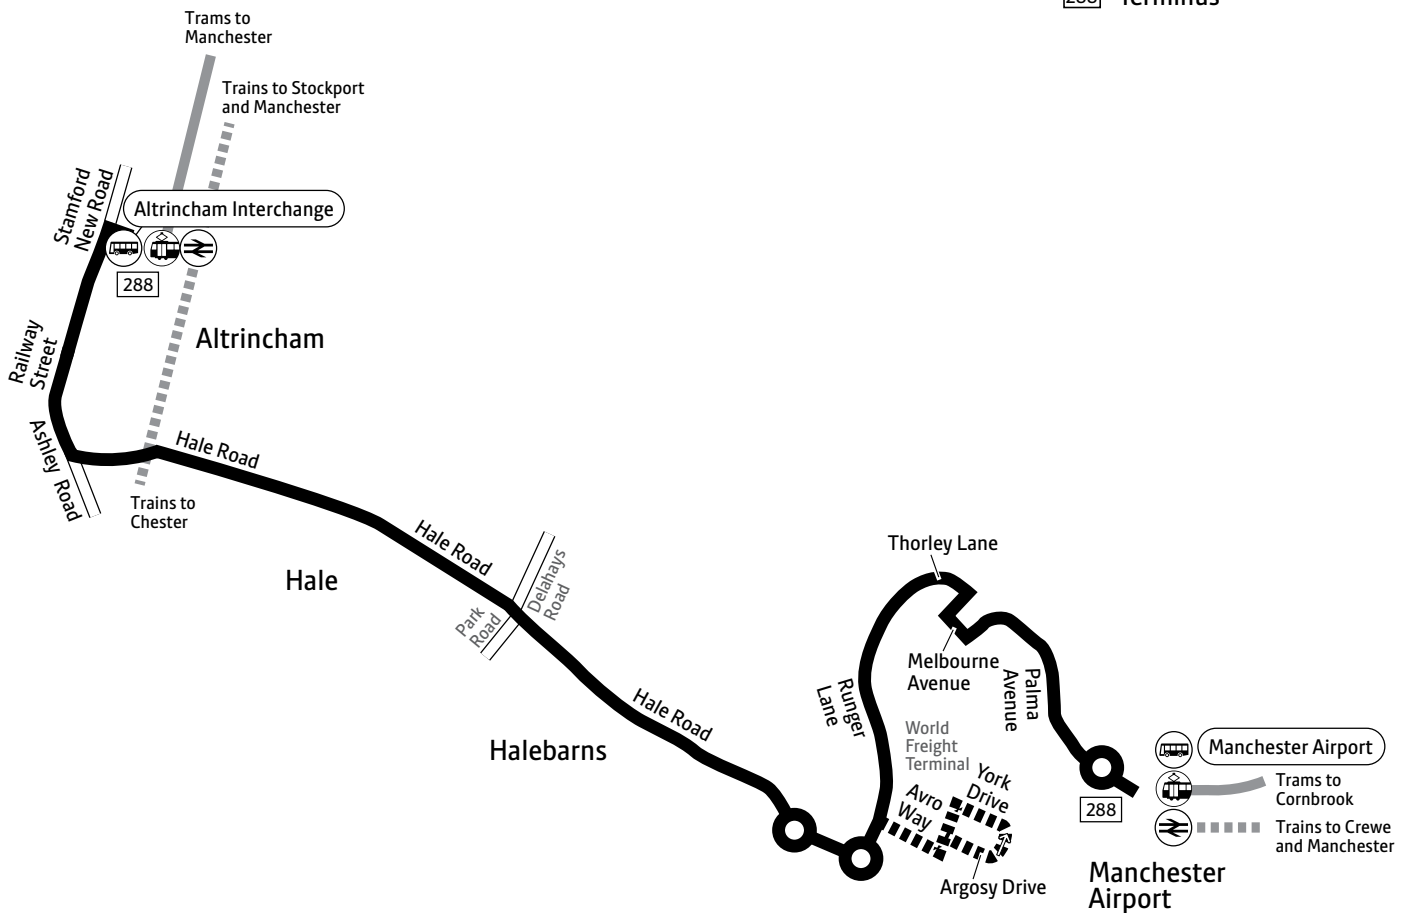 288 Terminus
Trams to
Manchester
Trains to Stockport
and Manchester
Stamford
New Road
Altrincham Interchange
288
Altrincham
Railway
Street
Ashley Road
Hale Road
Trains to
Chester
Hale Road
Hale
Delahays
Road
Park
Road
Thorley Lane
Hale Road
Halebarns
Melbourne
Avenue
Palma
Avenue
Runger
Lane
World
Freight
Terminal
York
Drive
Avro
Way
Argosy Drive
Manchester Airport
Trams to
Cornbrook
288
Trains to Crewe
and Manchester
Manchester
Airport